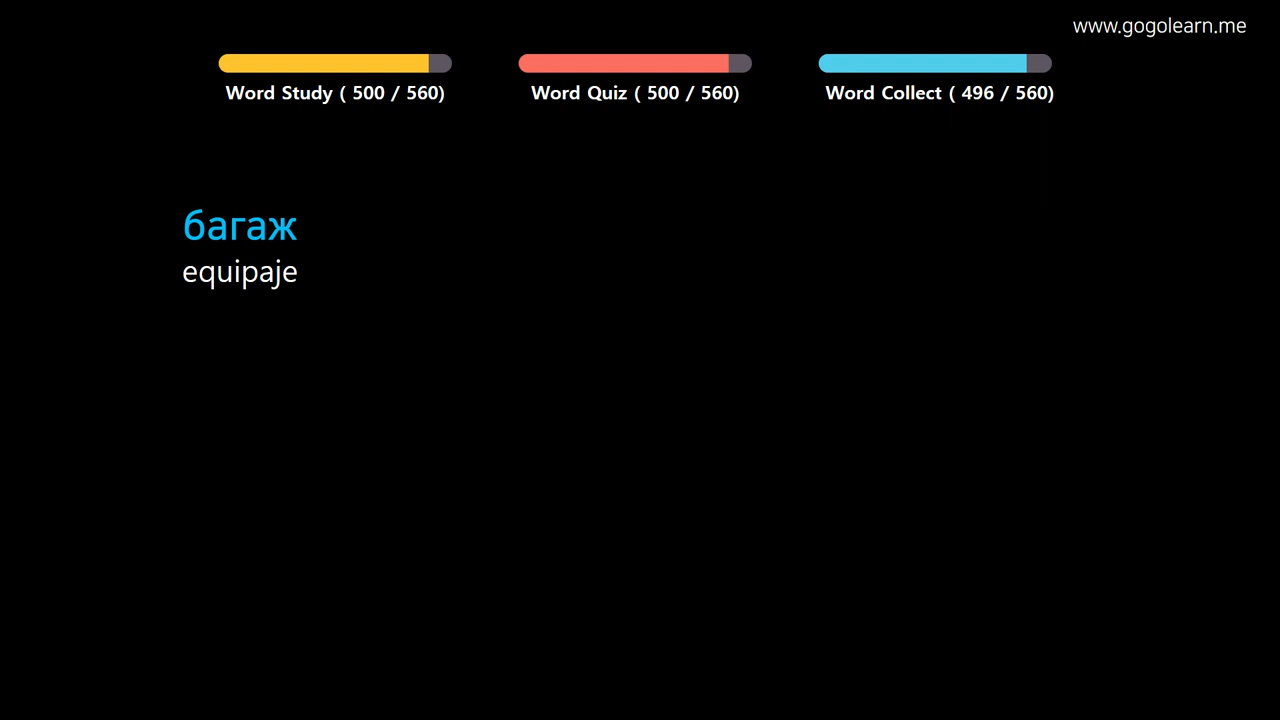 www.gogolearn.me
Word Study ( 500 / 560)
Word Quiz ( 500 / 560)
Word Collect ( 496 / 560)
багаж
equipaje